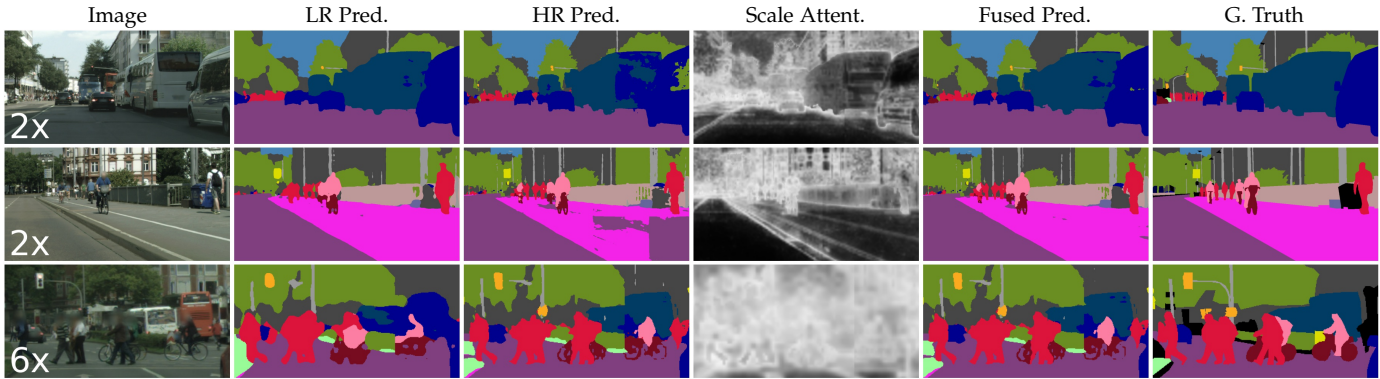 Image LR Pred. HR Pred. Scale Attent. Fused Pred. G. Truth
2x
2x
6x